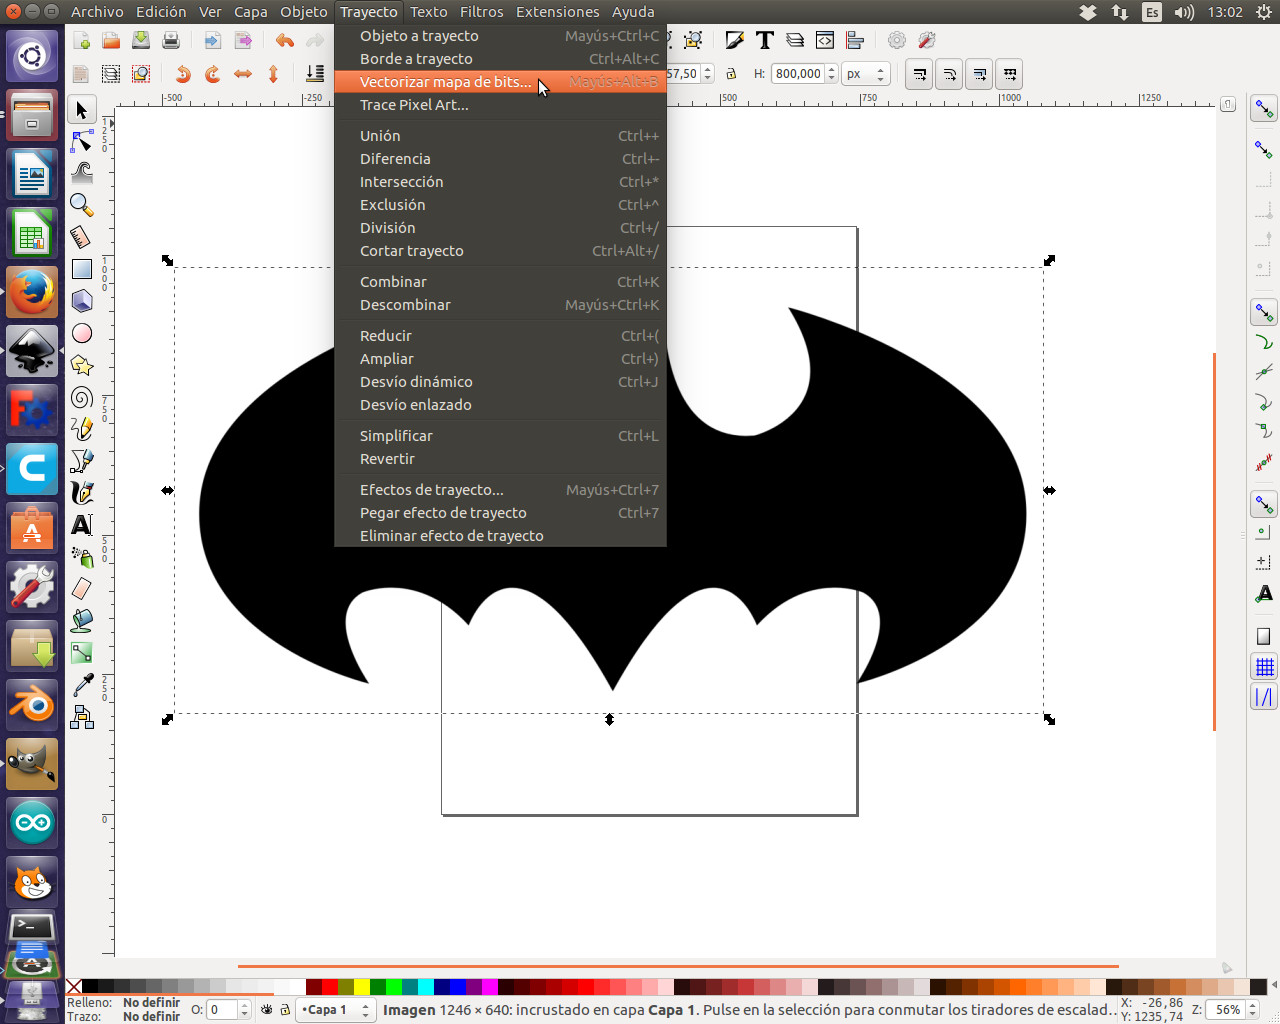 Archivo Edición Ver Capa Objeto Trayecto Texto Filtros Extensiones Ayuda Es 13:02
Objeto a trayecto Mayús+Ctrl+C
Borde a trayecto Ctrl+Alt+C
57,50 H: 800,000 px
Vectorizar mapa de bits... Mayús+Alt+B
Trace Pixel Art...
-500 -250 500 750 1000 1250
Unión Ctrl++
Diferencia Ctrl+-
Intersección Ctrl+*
Exclusión Ctrl+^
División Ctrl+/
Cortar trayecto Ctrl+Alt+/
Combinar Ctrl+K
Descombinar Mayús+Ctrl+K
Reducir Ctrl+(
Ampliar Ctrl+)
Desvío dinámico Ctrl+J
Desvío enlazado
Simplificar Ctrl+L
Revertir
Efectos de trayecto... Mayús+Ctrl+7
Pegar efecto de trayecto Ctrl+7
Eliminar efecto de trayecto
1250
1000
750
500
250
0
Relleno: No definir
Trazo: No definir
O: 0
•Capa 1
Imagen 1246 × 640: incrustado en capa Capa 1. Pulse en la selección para conmutar los tiradores de escalad..
X: -26,86
Y: 1235,74
Z: 56%